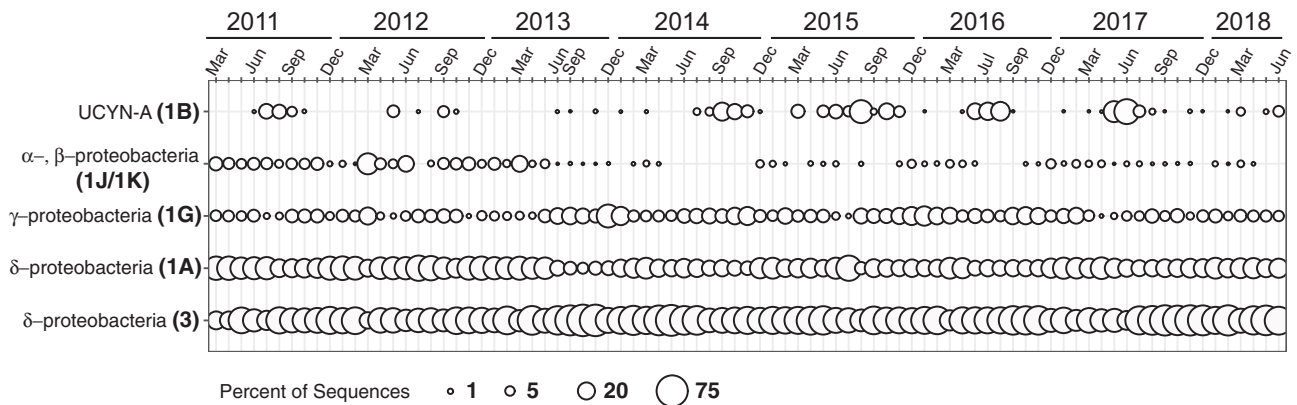 2011 2012 2013 2014 2015 2016 2017 2018
Mar Jun Sep Dec Mar Jun Sep Dec Mar Jun Sep Dec Mar Jun Sep Dec Mar Jun Sep Dec Mar Jul Sep Dec Mar Jun Sep Dec Mar Jun
UCYN-A (1B)
α–, β–proteobacteria
(1J/1K)
γ–proteobacteria (1G)
δ–proteobacteria (1A)
δ–proteobacteria (3)
Percent of Sequences 1 5 20 75